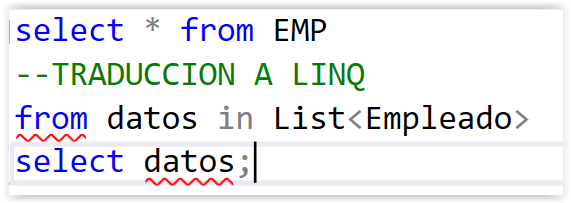 select * from EMP
--TRADUCCION A LINQ
from datos in List<Empleado>
select datos;